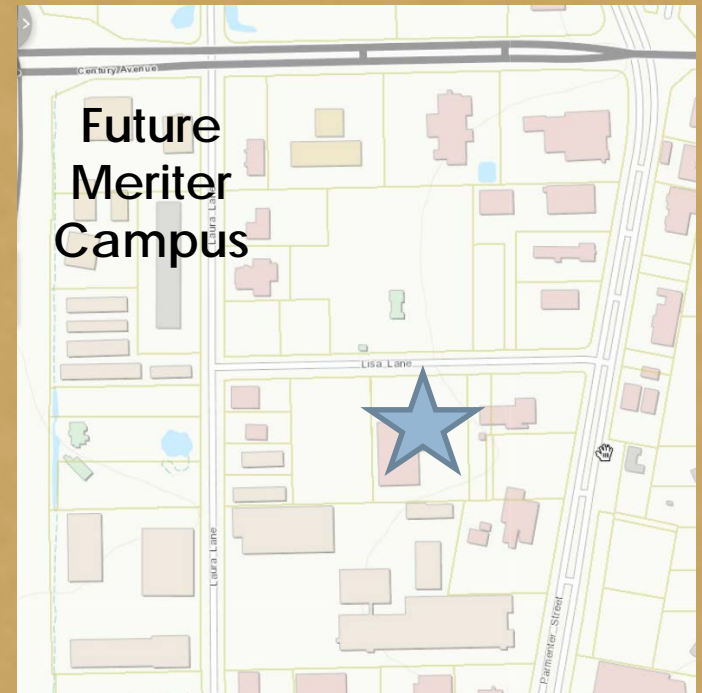 Century Avenue
Future
Meriter
Campus
Laura Lane
Lisa Lane
Laura Lane
Parmenter Street